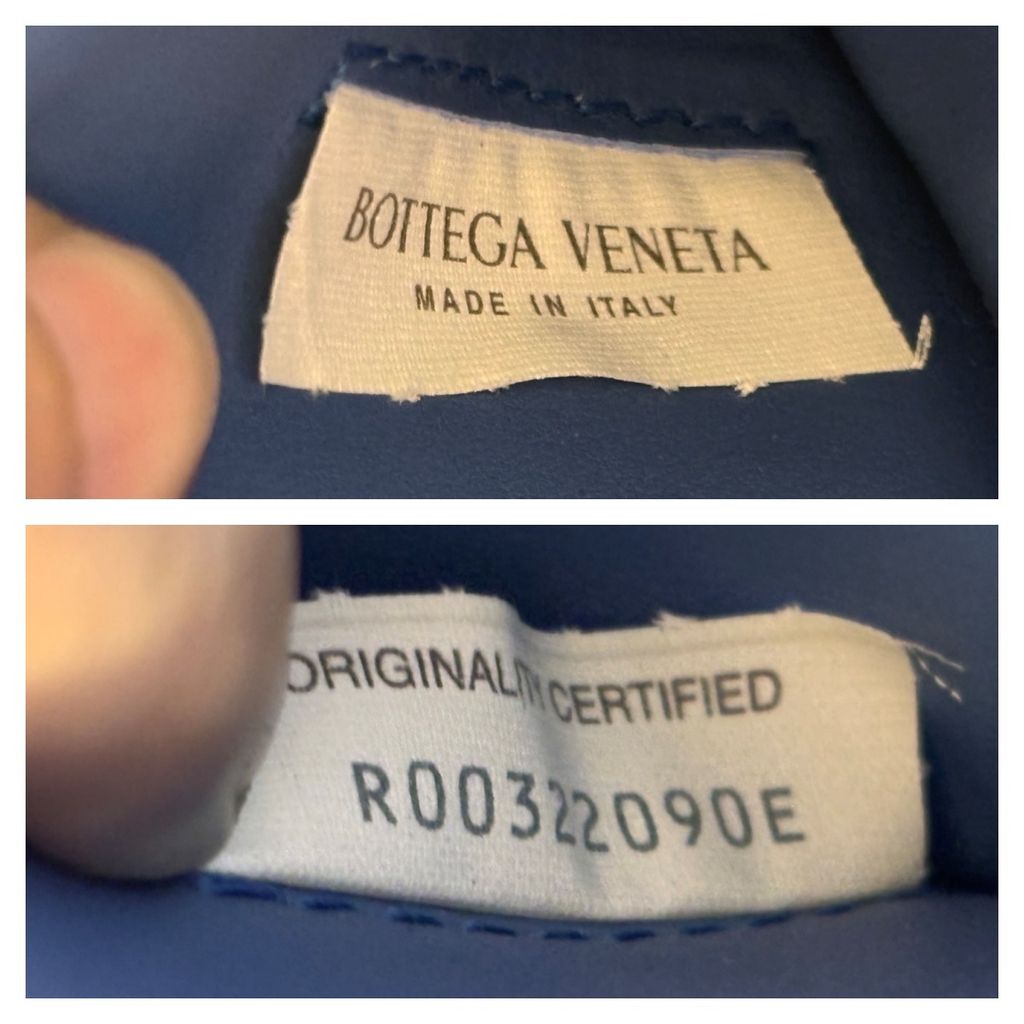 BOTTEGA VENETA
MADE IN ITALY
ORIGINALITY CERTIFIED
R00322090E